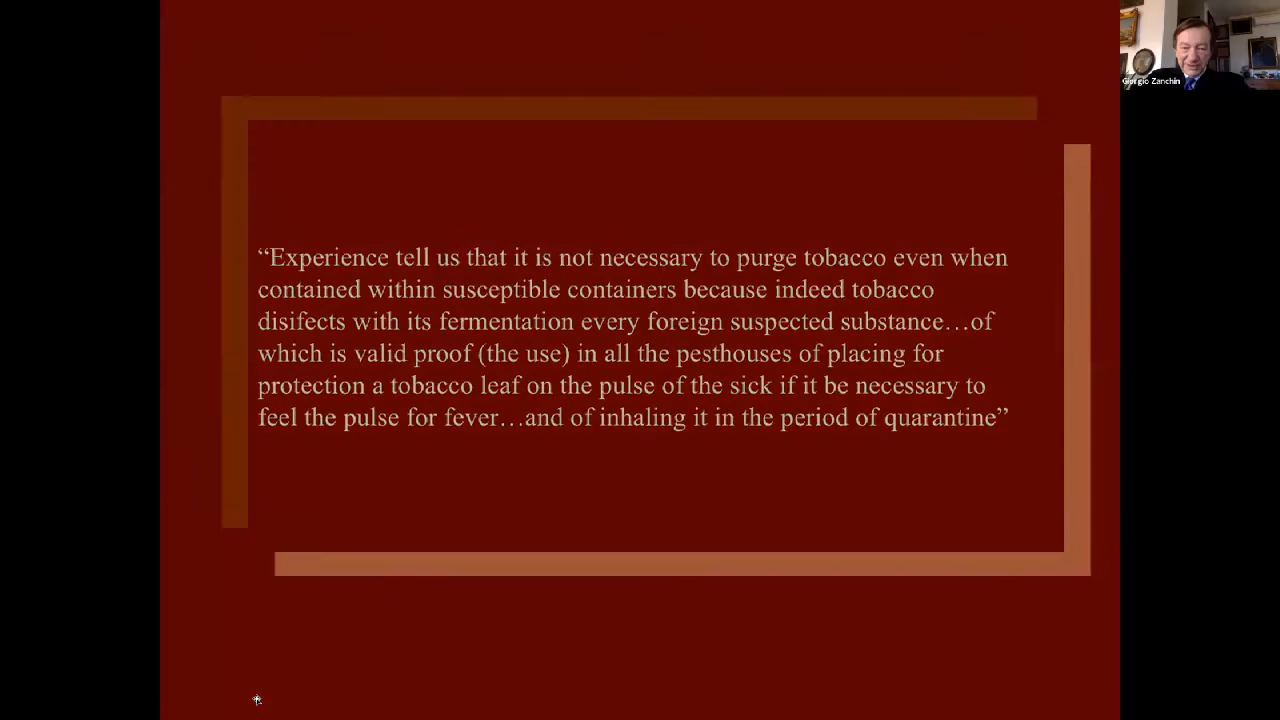 “Experience tell us that it is not necessary to purge tobacco even when
contained within susceptible containers because indeed tobacco
disifects with its fermentation every foreign suspected substance…of
which is valid proof (the use) in all the pesthouses of placing for
protection a tobacco leaf on the pulse of the sick if it be necessary to
feel the pulse for fever…and of inhaling it in the period of quarantine”
Giorgio Zanchin